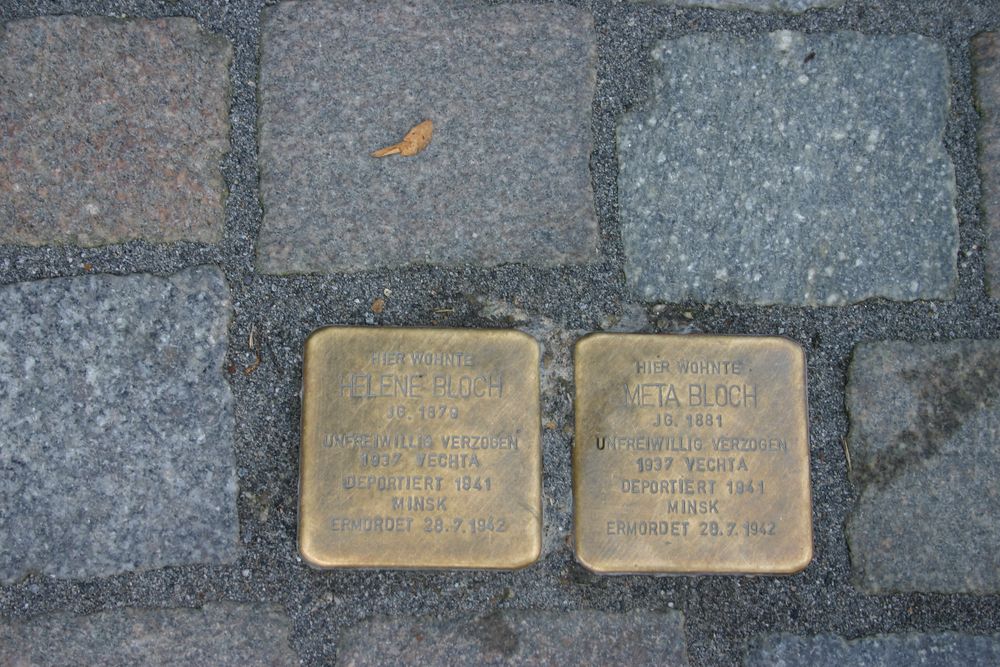 HIER WOHNTE
HELENE BLOCH
JG. 1879
UNFREIWILLIG VERZOGEN
1937 VECHTA
DEPORTIERT 1941
MINSK
ERMORDET 28.7.1942
HIER WOHNTE
META BLOCH
JG. 1881
UNFREIWILLIG VERZOGEN
1937 VECHTA
DEPORTIERT 1941
MINSK
ERMORDET 28.7.1942